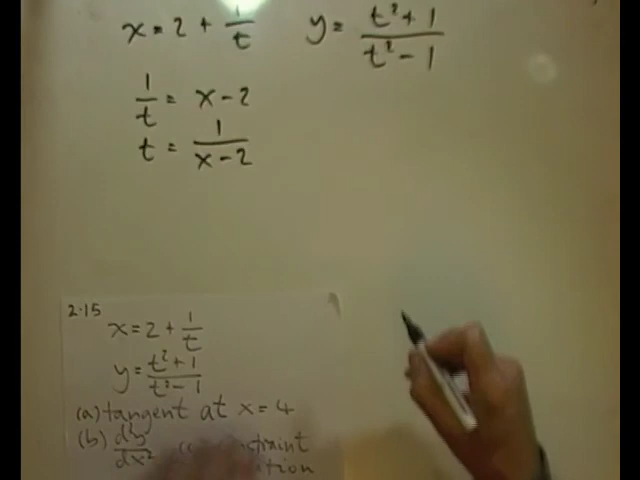 x = 2 + 1/t    y = (t² + 1)/(t² - 1)
1/t = x - 2
t = 1/(x - 2)
2.15
x = 2 + 1/t
y = (t² + 1)/(t² - 1)
(a) tangent at x = 4
(b) d²y/dx²